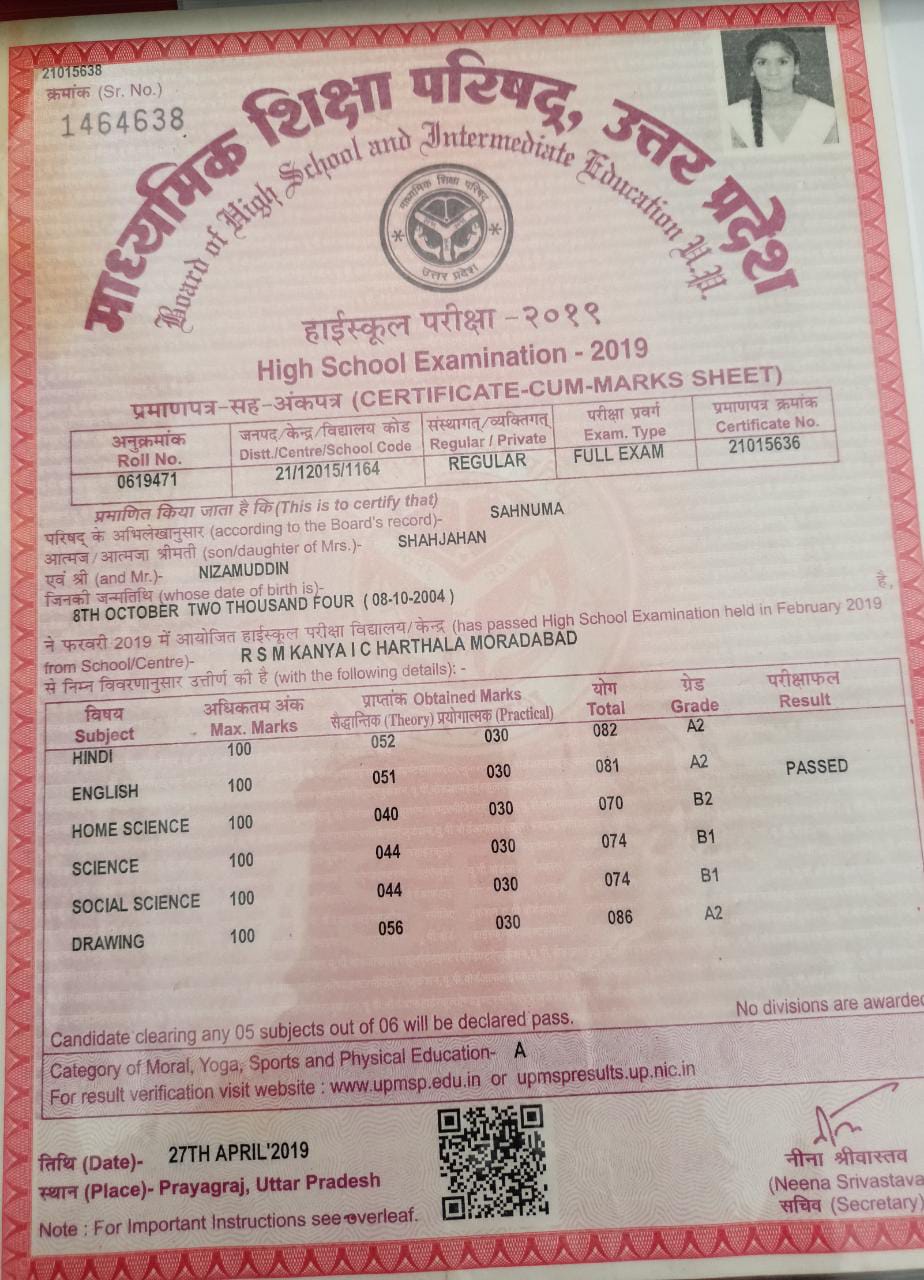 21015638
क्रमांक (Sr. No.)
1464638
माध्यमिक शिक्षा परिषद्, उत्तर प्रदेश
Board of High School and Intermediate Education U.P.
माध्यमिक शिक्षा परिषद्
उत्तर प्रदेश
हाईस्कूल परीक्षा -२०१९
High School Examination - 2019
प्रमाणपत्र-सह-अंकपत्र (CERTIFICATE-CUM-MARKS SHEET)
अनुक्रमांक जनपद/केन्द्र/विद्यालय कोड संस्थागत्/व्यक्तिगत् परीक्षा प्रवर्ग प्रमाणपत्र क्रमांक
Roll No. Distt./Centre/School Code Regular / Private Exam. Type Certificate No.
0619471 21/12015/1164 REGULAR FULL EXAM 21015636
प्रमाणित किया जाता है कि (This is to certify that)
परिषद् के अभिलेखानुसार (according to the Board's record)- SAHNUMA
आत्मज/आत्मजा श्रीमती (son/daughter of Mrs.)- SHAHJAHAN
एवं श्री (and Mr.)- NIZAMUDDIN
जिनकी जन्मतिथि (whose date of birth is)-
8TH OCTOBER TWO THOUSAND FOUR ( 08-10-2004 ) है,
ने फरवरी 2019 में आयोजित हाईस्कूल परीक्षा विद्यालय/केन्द्र (has passed High School Examination held in February 2019
from School/Centre)- R S M KANYA I C HARTHALA MORADABAD
से निम्न विवरणानुसार उत्तीर्ण की है (with the following details): -
विषय अधिकतम अंक प्राप्तांक Obtained Marks योग ग्रेड परीक्षाफल
Subject Max. Marks सैद्धान्तिक (Theory) प्रयोगात्मक (Practical) Total Grade Result
HINDI 100 052 030 082 A2
ENGLISH 100 051 030 081 A2 PASSED
HOME SCIENCE 100 040 030 070 B2
SCIENCE 100 044 030 074 B1
SOCIAL SCIENCE 100 044 030 074 B1
DRAWING 100 056 030 086 A2
Candidate clearing any 05 subjects out of 06 will be declared pass. No divisions are awarded
Category of Moral, Yoga, Sports and Physical Education- A
For result verification visit website : www.upmsp.edu.in or upmspresults.up.nic.in
तिथि (Date)- 27TH APRIL'2019
स्थान (Place)- Prayagraj, Uttar Pradesh
Note : For Important Instructions see overleaf.
नीना श्रीवास्तव
(Neena Srivastava
सचिव (Secretary)